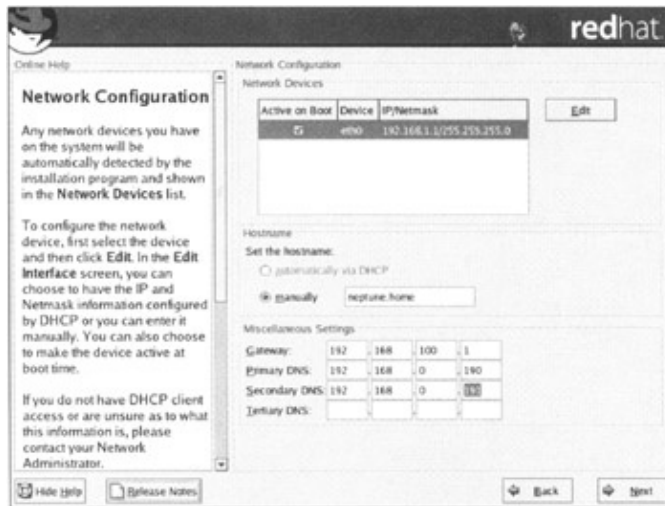 redhat.
Online Help
Network Configuration
Any network devices you have
on the system will be
automatically detected by the
installation program and shown
in the Network Devices list.
To configure the network
device, first select the device
and then click Edit. In the Edit
Interface screen, you can
choose to have the IP and
Netmask information configured
by DHCP or you can enter it
manually. You can also choose
to make the device active at
boot time.
If you do not have DHCP client
access or are unsure as to what
this information is, please
contact your Network
Administrator.
Hide Help
Release Notes
Network Configuration
Network Devices
Active on Boot Device IP/Netmask
eth0 192.168.1.1/255.255.255.0
Edit
Hostname
Set the hostname:
automatically via DHCP
manually neptune.home
Miscellaneous Settings
Gateway: 192 . 168 . 100 . 1
Primary DNS: 192 . 168 . 0 . 190
Secondary DNS: 192 . 168 . 0 .
Tertiary DNS: . . .
Back
Next